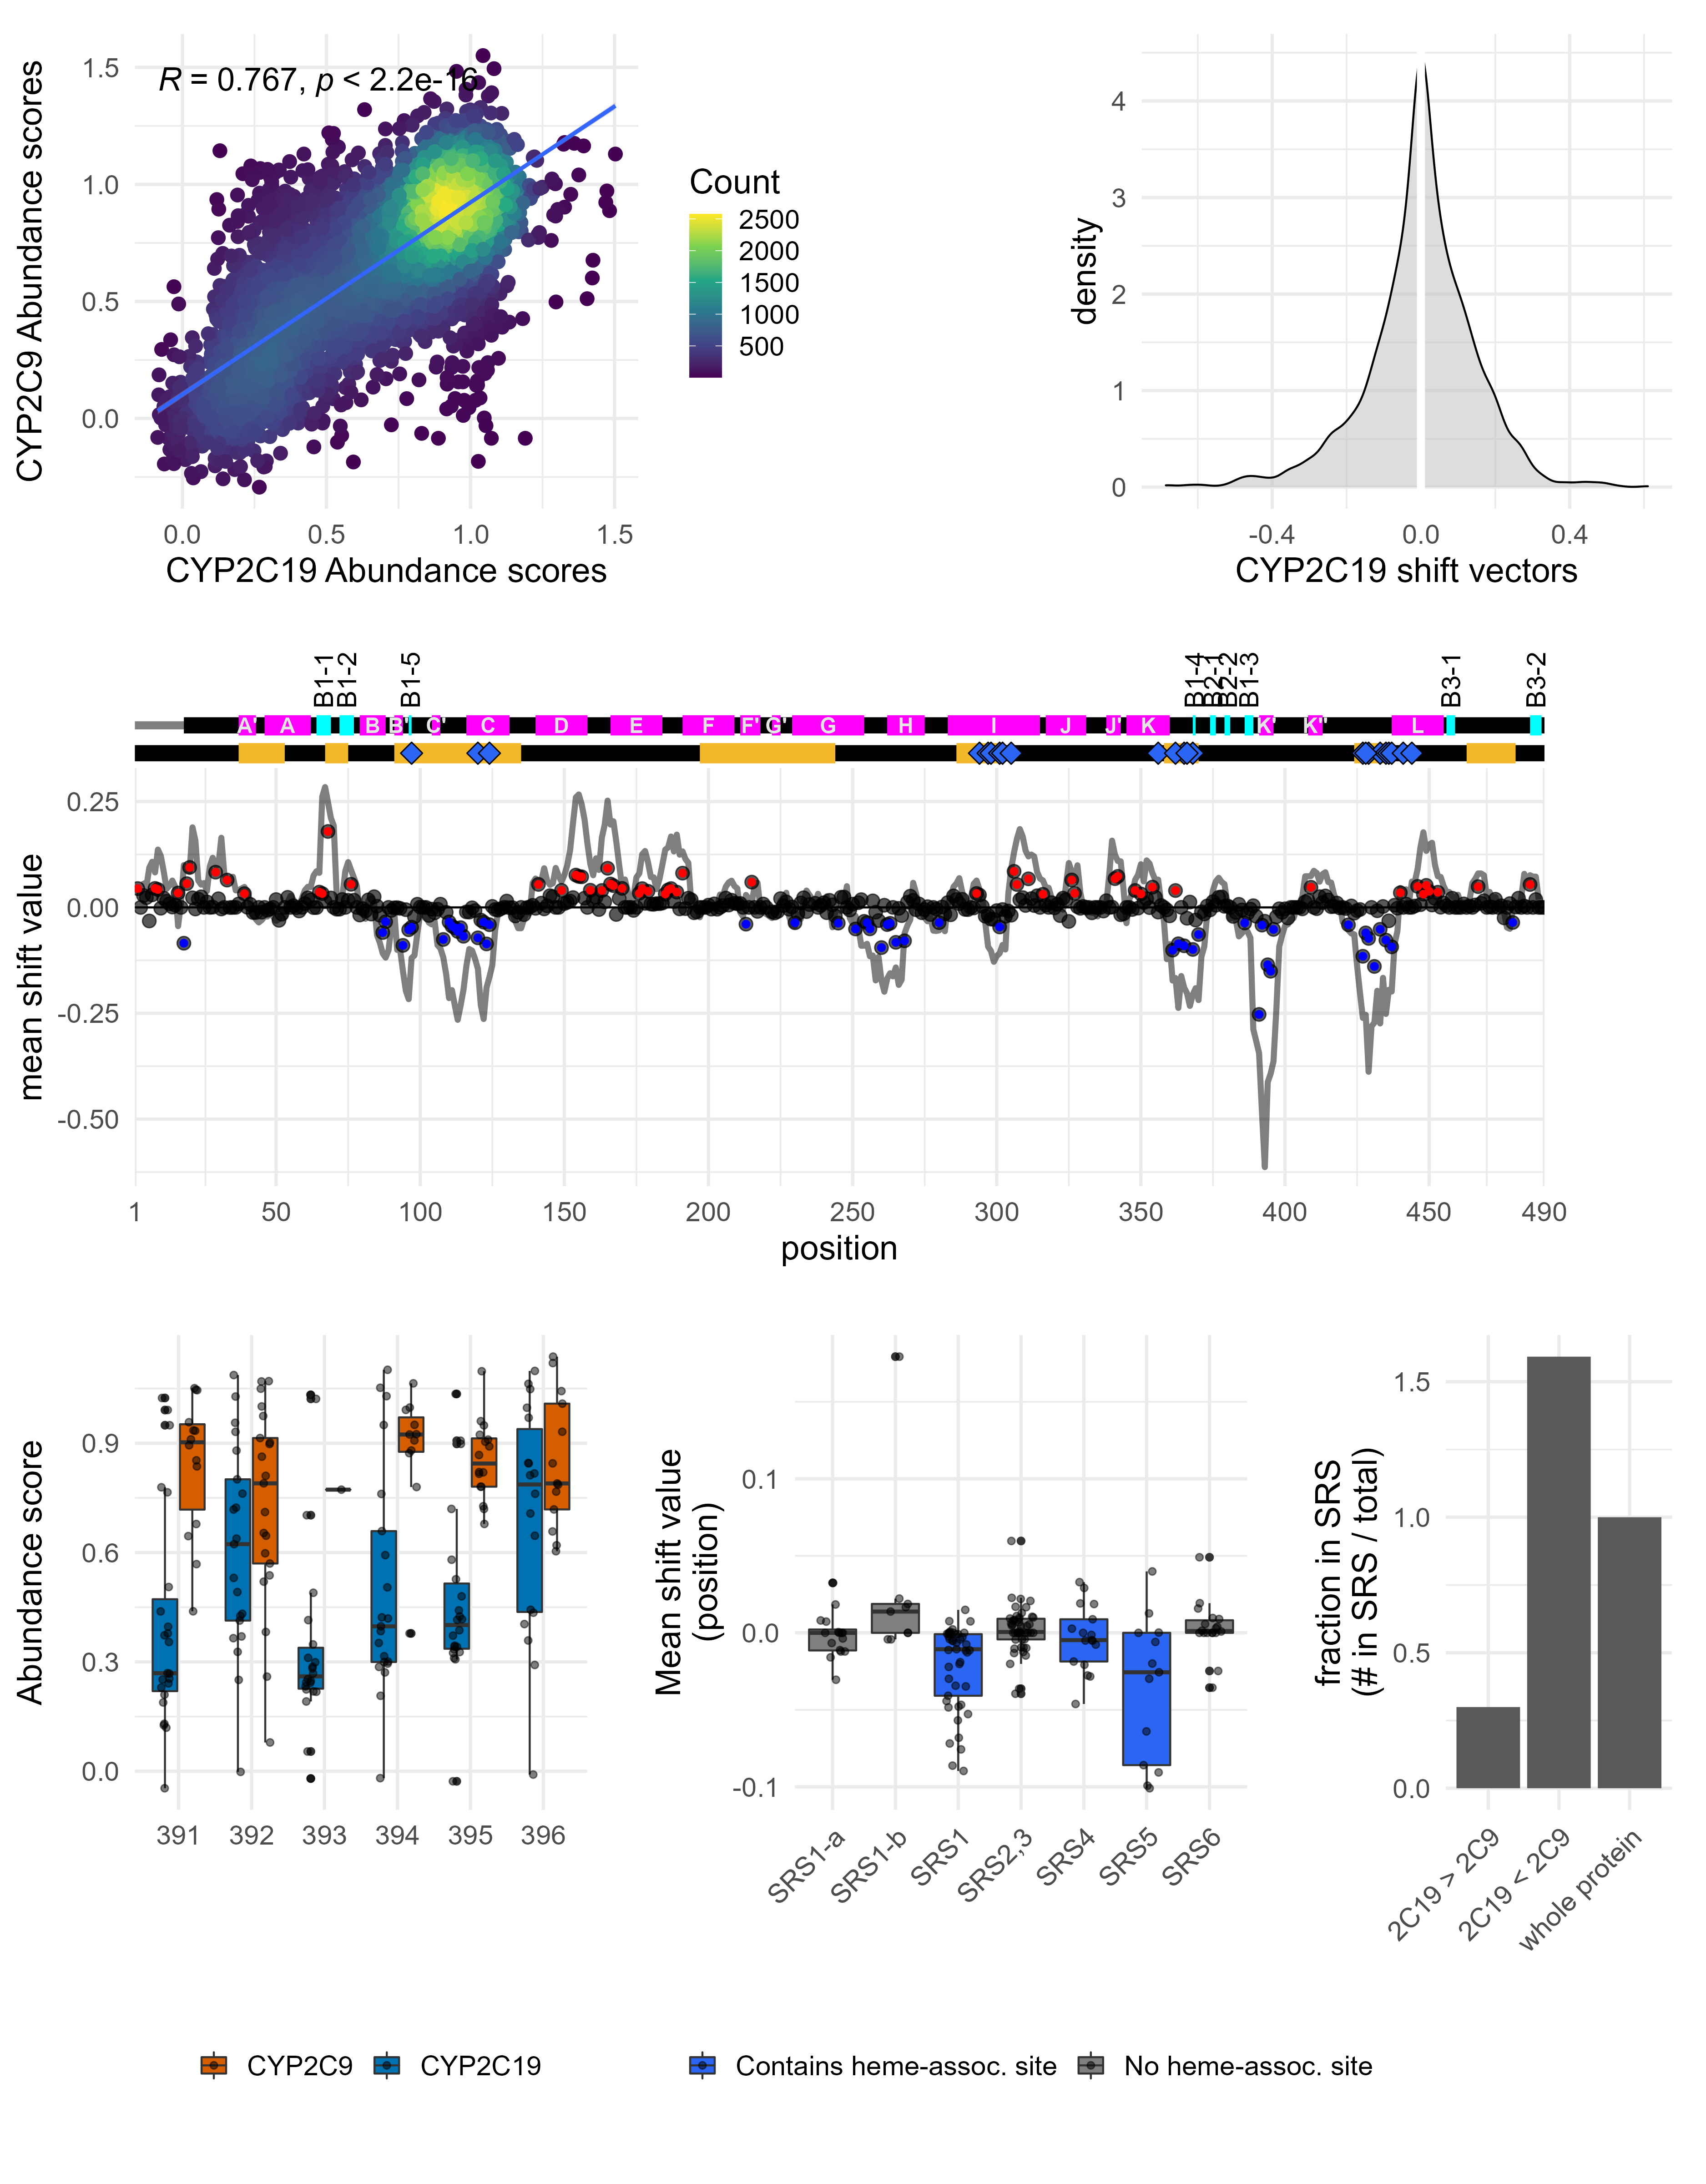 R = 0.767, p < 2.2e-16
CYP2C9 Abundance scores
1.5
1.0
0.5
0.0
0.0 0.5 1.0 1.5
CYP2C19 Abundance scores
Count
2500
2000
1500
1000
500
density
4
3
2
1
0
-0.4 0.0 0.4
CYP2C19 shift vectors
B1-1 B1-2 B1-5 B1-4 B2-1 B2-2 B1-3 B3-1 B3-2
A' A B B' C' C D E F F' G' G H I J J' K K' K" L
mean shift value
0.25
0.00
-0.25
-0.50
1 50 100 150 200 250 300 350 400 450 490
position
Abundance score
0.9
0.6
0.3
0.0
391 392 393 394 395 396
Mean shift value
(position)
0.1
0.0
-0.1
SRS1-a SRS1-b SRS1 SRS2,3 SRS4 SRS5 SRS6
fraction in SRS
(# in SRS / total)
1.5
1.0
0.5
0.0
2C19 > 2C9
2C19 < 2C9
whole protein
CYP2C9 CYP2C19 Contains heme-assoc. site No heme-assoc. site